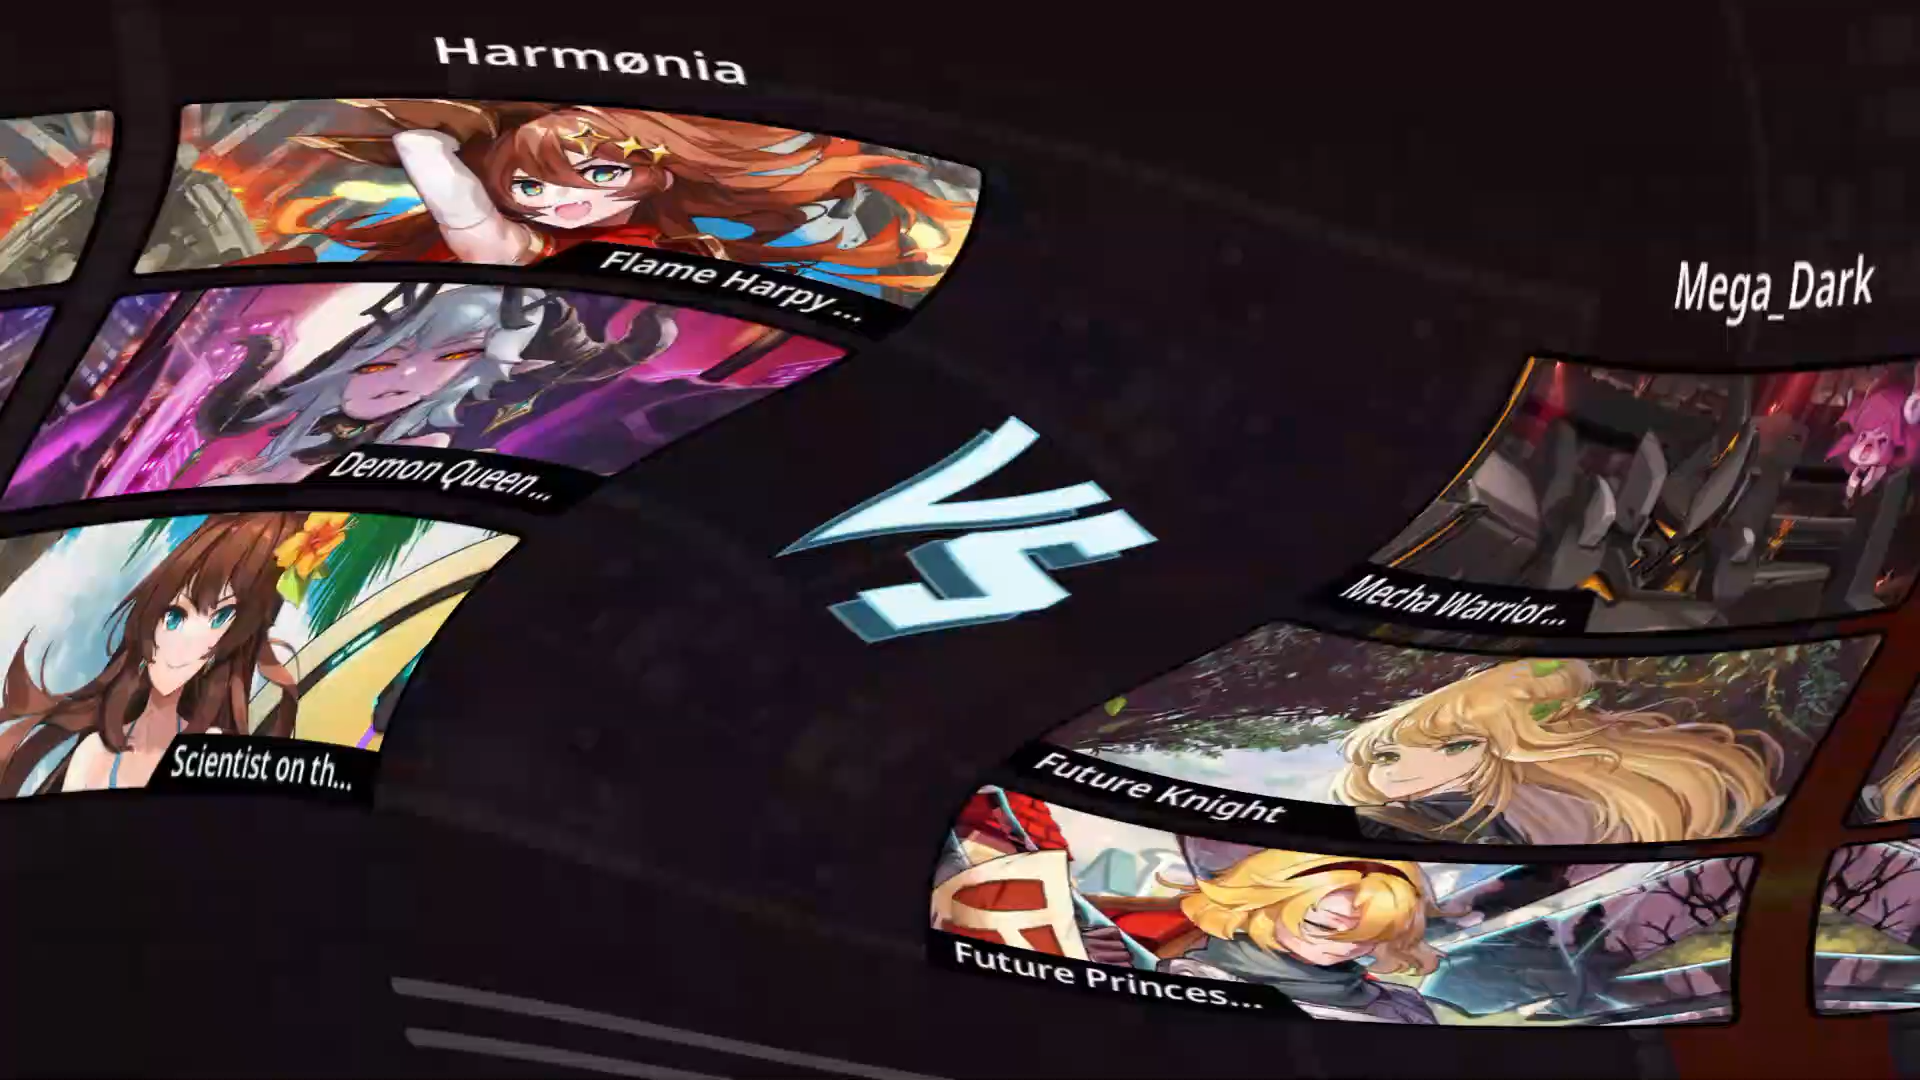 Harmønia
Flame Harpy ...
Demon Queen...
Scientist on th...
VS
Mega_Dark
Mecha Warrior...
Future Knight
Future Princes...